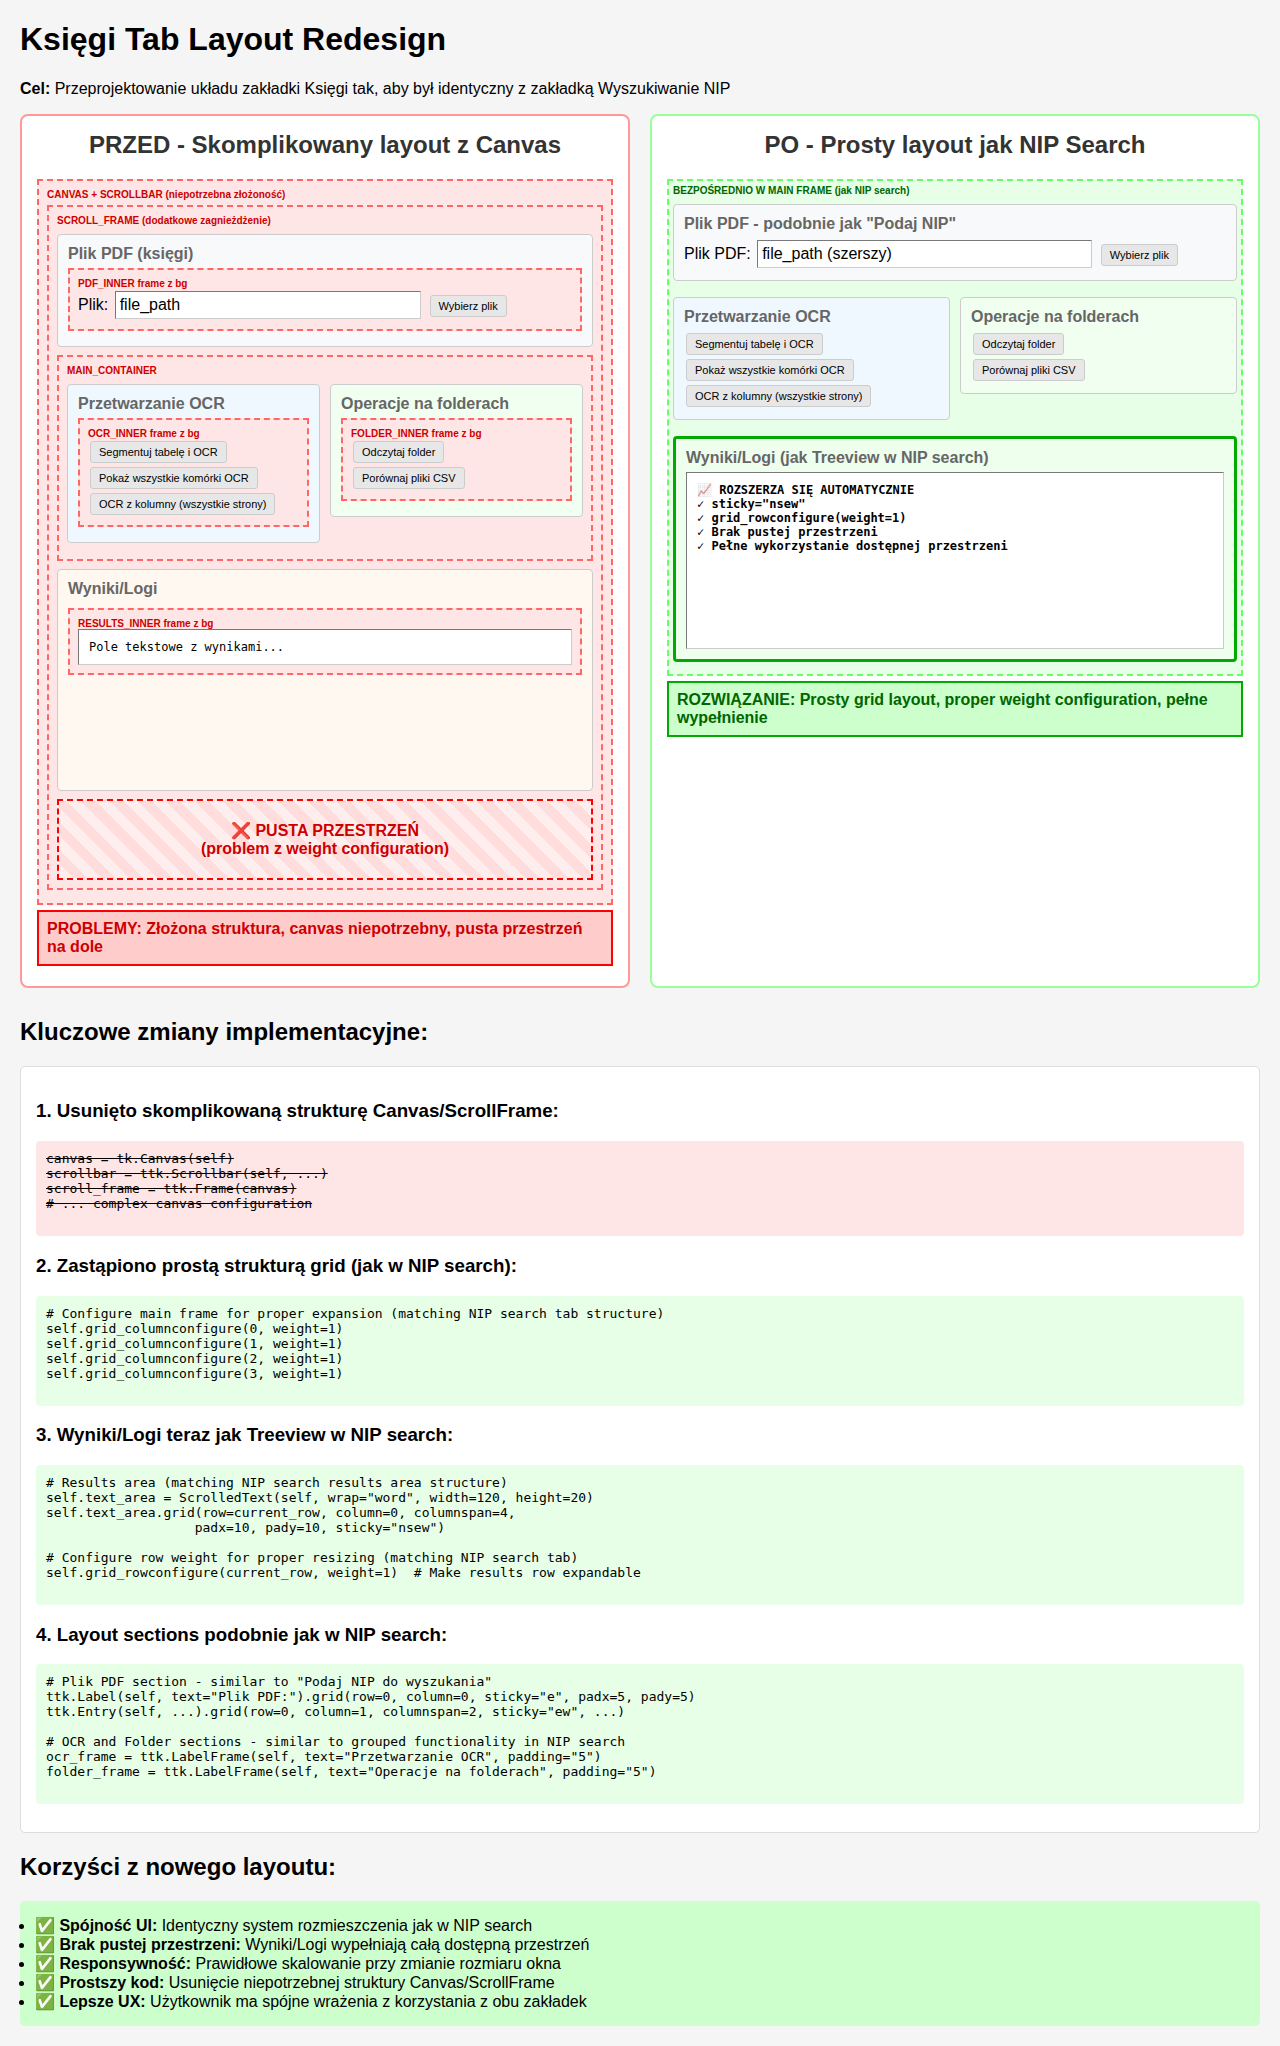 Księgi Tab Layout Redesign
Cel: Przeprojektowanie układu zakładki Księgi tak, aby był identyczny z zakładką Wyszukiwanie NIP
PRZED - Skomplikowany layout z Canvas
CANVAS + SCROLLBAR (niepotrzebna złożoność)
SCROLL_FRAME (dodatkowe zagnieżdżenie)
Plik PDF (księgi)
PDF_INNER frame z bg
Plik: file_path Wybierz plik
MAIN_CONTAINER
Przetwarzanie OCR
OCR_INNER frame z bg
Segmentuj tabelę i OCR
Pokaż wszystkie komórki OCR
OCR z kolumny (wszystkie strony)
Operacje na folderach
FOLDER_INNER frame z bg
Odczytaj folder
Porównaj pliki CSV
Wyniki/Logi
RESULTS_INNER frame z bg
Pole tekstowe z wynikami...
❌ PUSTA PRZESTRZEŃ
(problem z weight configuration)
PROBLEMY: Złożona struktura, canvas niepotrzebny, pusta przestrzeń
na dole
PO - Prosty layout jak NIP Search
BEZPOŚREDNIO W MAIN FRAME (jak NIP search)
Plik PDF - podobnie jak "Podaj NIP"
Plik PDF: file_path (szerszy) Wybierz plik
Przetwarzanie OCR
Segmentuj tabelę i OCR
Pokaż wszystkie komórki OCR
OCR z kolumny (wszystkie strony)
Operacje na folderach
Odczytaj folder
Porównaj pliki CSV
Wyniki/Logi (jak Treeview w NIP search)
📈 ROZSZERZA SIĘ AUTOMATYCZNIE
✓ sticky="nsew"
✓ grid_rowconfigure(weight=1)
✓ Brak pustej przestrzeni
✓ Pełne wykorzystanie dostępnej przestrzeni
ROZWIĄZANIE: Prosty grid layout, proper weight configuration, pełne
wypełnienie
Kluczowe zmiany implementacyjne:
1. Usunięto skomplikowaną strukturę Canvas/ScrollFrame:
canvas = tk.Canvas(self)
scrollbar = ttk.Scrollbar(self, ...)
scroll_frame = ttk.Frame(canvas)
# ... complex canvas configuration
2. Zastąpiono prostą strukturą grid (jak w NIP search):
# Configure main frame for proper expansion (matching NIP search tab structure)
self.grid_columnconfigure(0, weight=1)
self.grid_columnconfigure(1, weight=1)
self.grid_columnconfigure(2, weight=1)
self.grid_columnconfigure(3, weight=1)
3. Wyniki/Logi teraz jak Treeview w NIP search:
# Results area (matching NIP search results area structure)
self.text_area = ScrolledText(self, wrap="word", width=120, height=20)
self.text_area.grid(row=current_row, column=0, columnspan=4,
padx=10, pady=10, sticky="nsew")
# Configure row weight for proper resizing (matching NIP search tab)
self.grid_rowconfigure(current_row, weight=1)  # Make results row expandable
4. Layout sections podobnie jak w NIP search:
# Plik PDF section - similar to "Podaj NIP do wyszukania"
ttk.Label(self, text="Plik PDF:").grid(row=0, column=0, sticky="e", padx=5, pady=5)
ttk.Entry(self, ...).grid(row=0, column=1, columnspan=2, sticky="ew", ...)
# OCR and Folder sections - similar to grouped functionality in NIP search
ocr_frame = ttk.LabelFrame(self, text="Przetwarzanie OCR", padding="5")
folder_frame = ttk.LabelFrame(self, text="Operacje na folderach", padding="5")
Korzyści z nowego layoutu:
• ✅ Spójność UI: Identyczny system rozmieszczenia jak w NIP search
• ✅ Brak pustej przestrzeni: Wyniki/Logi wypełniają całą dostępną przestrzeń
• ✅ Responsywność: Prawidłowe skalowanie przy zmianie rozmiaru okna
• ✅ Prostszy kod: Usunięcie niepotrzebnej struktury Canvas/ScrollFrame
• ✅ Lepsze UX: Użytkownik ma spójne wrażenia z korzystania z obu zakładek